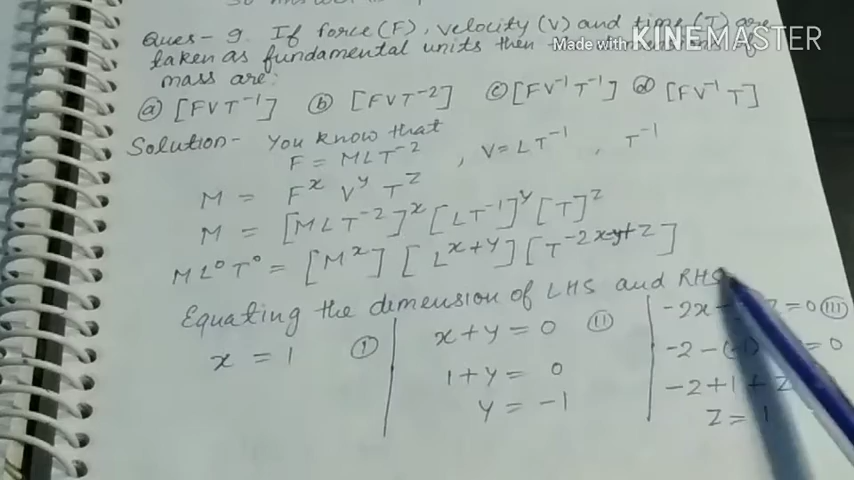 Ques- 9. If force (F), velocity (V) and time (T) are
taken as fundamental units then
mass are:
Made with KINEMASTER
ⓐ [FVT⁻¹] ⓑ [FVT⁻²] ⓒ [FV⁻¹T⁻¹] ⓓ [FV⁻¹T]
Solution- You know that
F = MLT⁻² , V = LT⁻¹ , T⁻¹
M = Fˣ Vʸ Tᶻ
M = [MLT⁻²]ˣ [LT⁻¹]ʸ [T]ᶻ
ML⁰T⁰ = [Mˣ] [Lˣ⁺ʸ] [T⁻²ˣ⁻ʸ⁺ᶻ]
Equating the dimension of LHS and RHS
x = 1 Ⓘ
x + y = 0 ⒤⒤
1 + y = 0
y = -1
-2x - = 0 (III)
-2 - (-1) = 0
-2 + 1 + Z
Z = 1